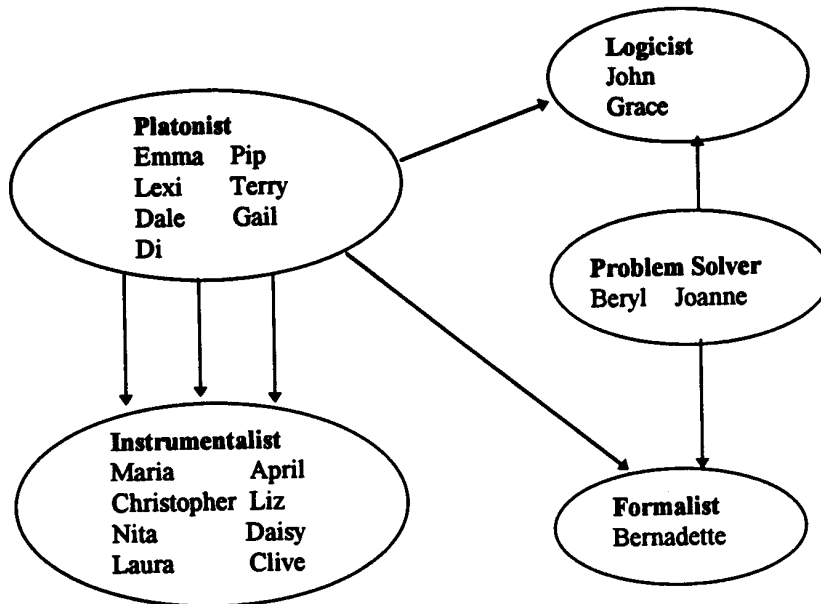 Logicist
John
Grace
Platonist
Emma Pip
Lexi Terry
Dale Gail
Di
Problem Solver
Beryl Joanne
Instrumentalist
Maria April
Christopher Liz
Nita Daisy
Laura Clive
Formalist
Bernadette